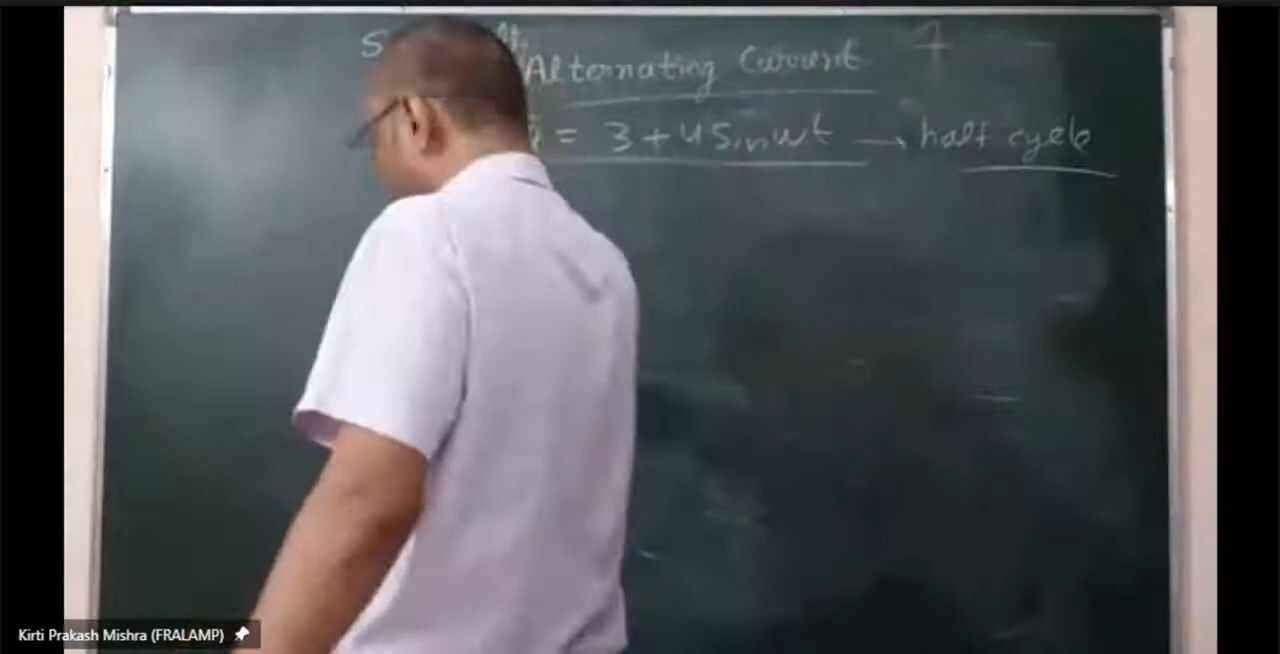 Alternating Current
= 3 + 4 sin wt → half cycle
Kirti Prakash Mishra (FRALAMP)